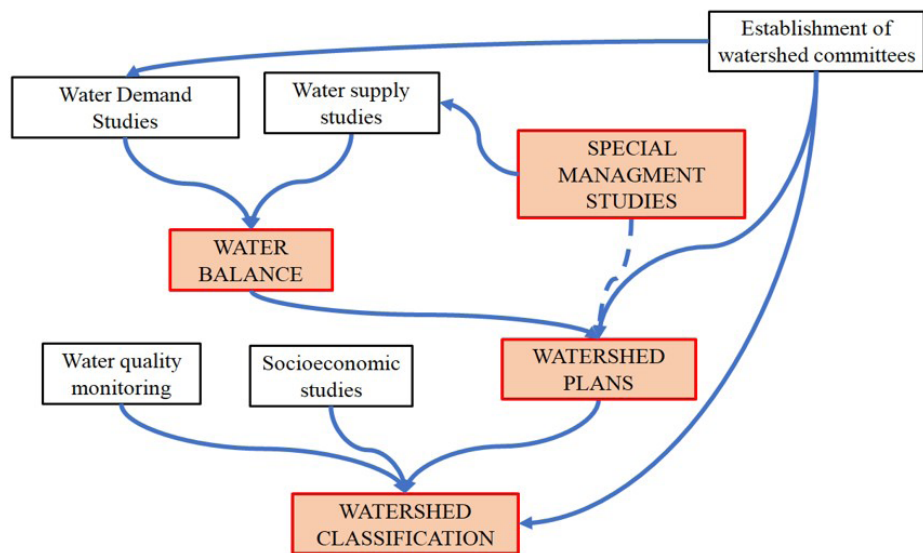 Establishment of
watershed committees
Water Demand
Studies
Water supply
studies
SPECIAL
MANAGMENT
STUDIES
WATER
BALANCE
Water quality
monitoring
Socioeconomic
studies
WATERSHED
PLANS
WATERSHED
CLASSIFICATION